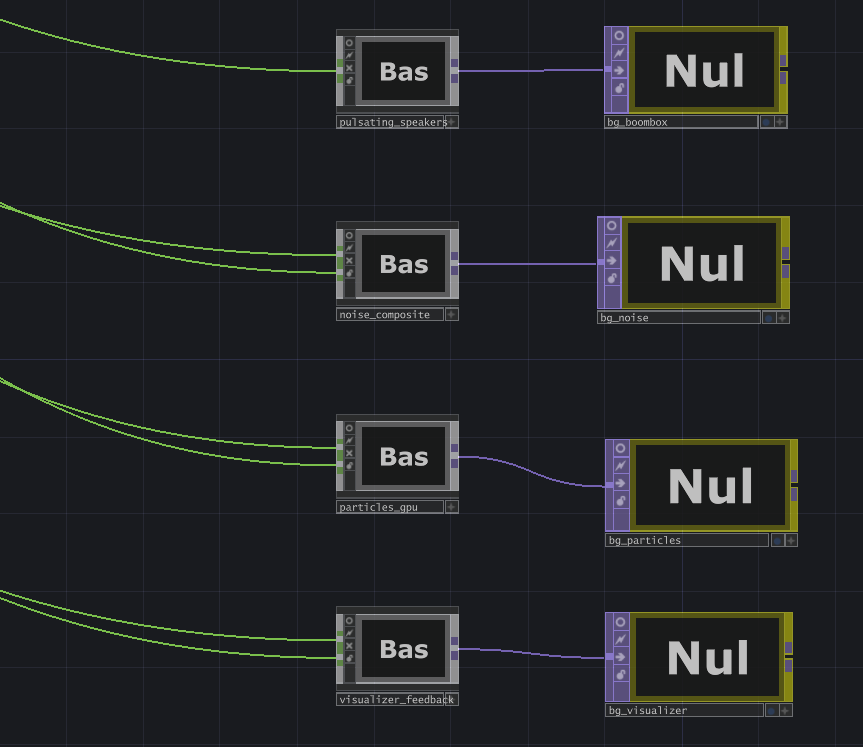 Bas
Nul
pulsating_speakers
bg_boombox
Bas
Nul
noise_composite
bg_noise
Bas
Nul
particles_gpu
bg_particles
Bas
Nul
visualizer_feedback
bg_visualizer